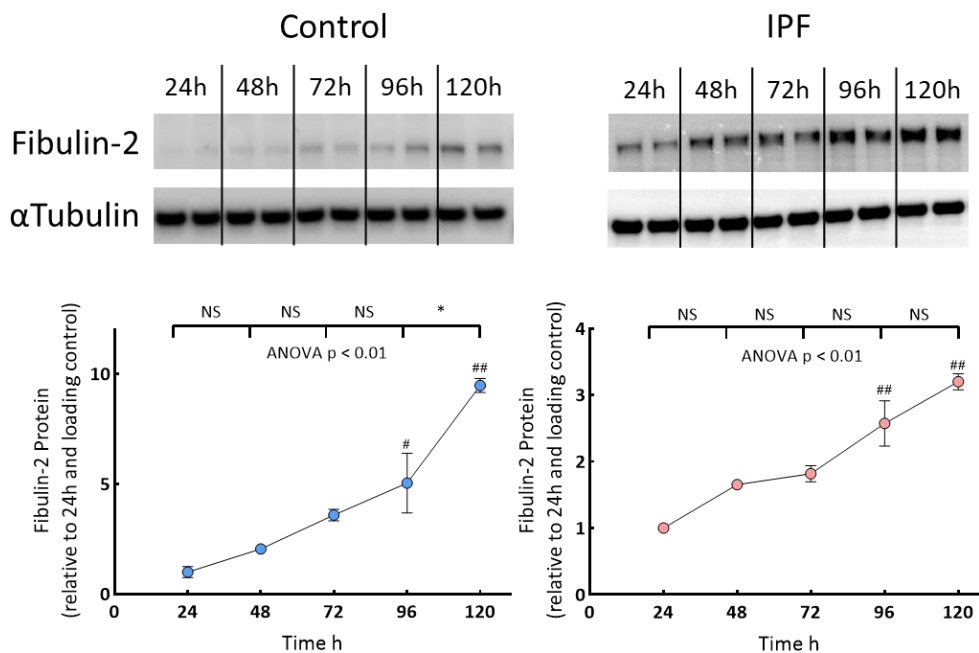 Control
IPF
24h 48h 72h 96h 120h
24h 48h 72h 96h 120h
Fibulin-2
αTubulin
NS NS NS *
ANOVA p < 0.01
Fibulin-2 Protein
(relative to 24h and loading control)
10
5
0
#
##
0 24 48 72 96 120
Time h
NS NS NS NS
ANOVA p < 0.01
Fibulin-2 Protein
(relative to 24h and loading control)
4
3
2
1
0
##
##
0 24 48 72 96 120
Time h